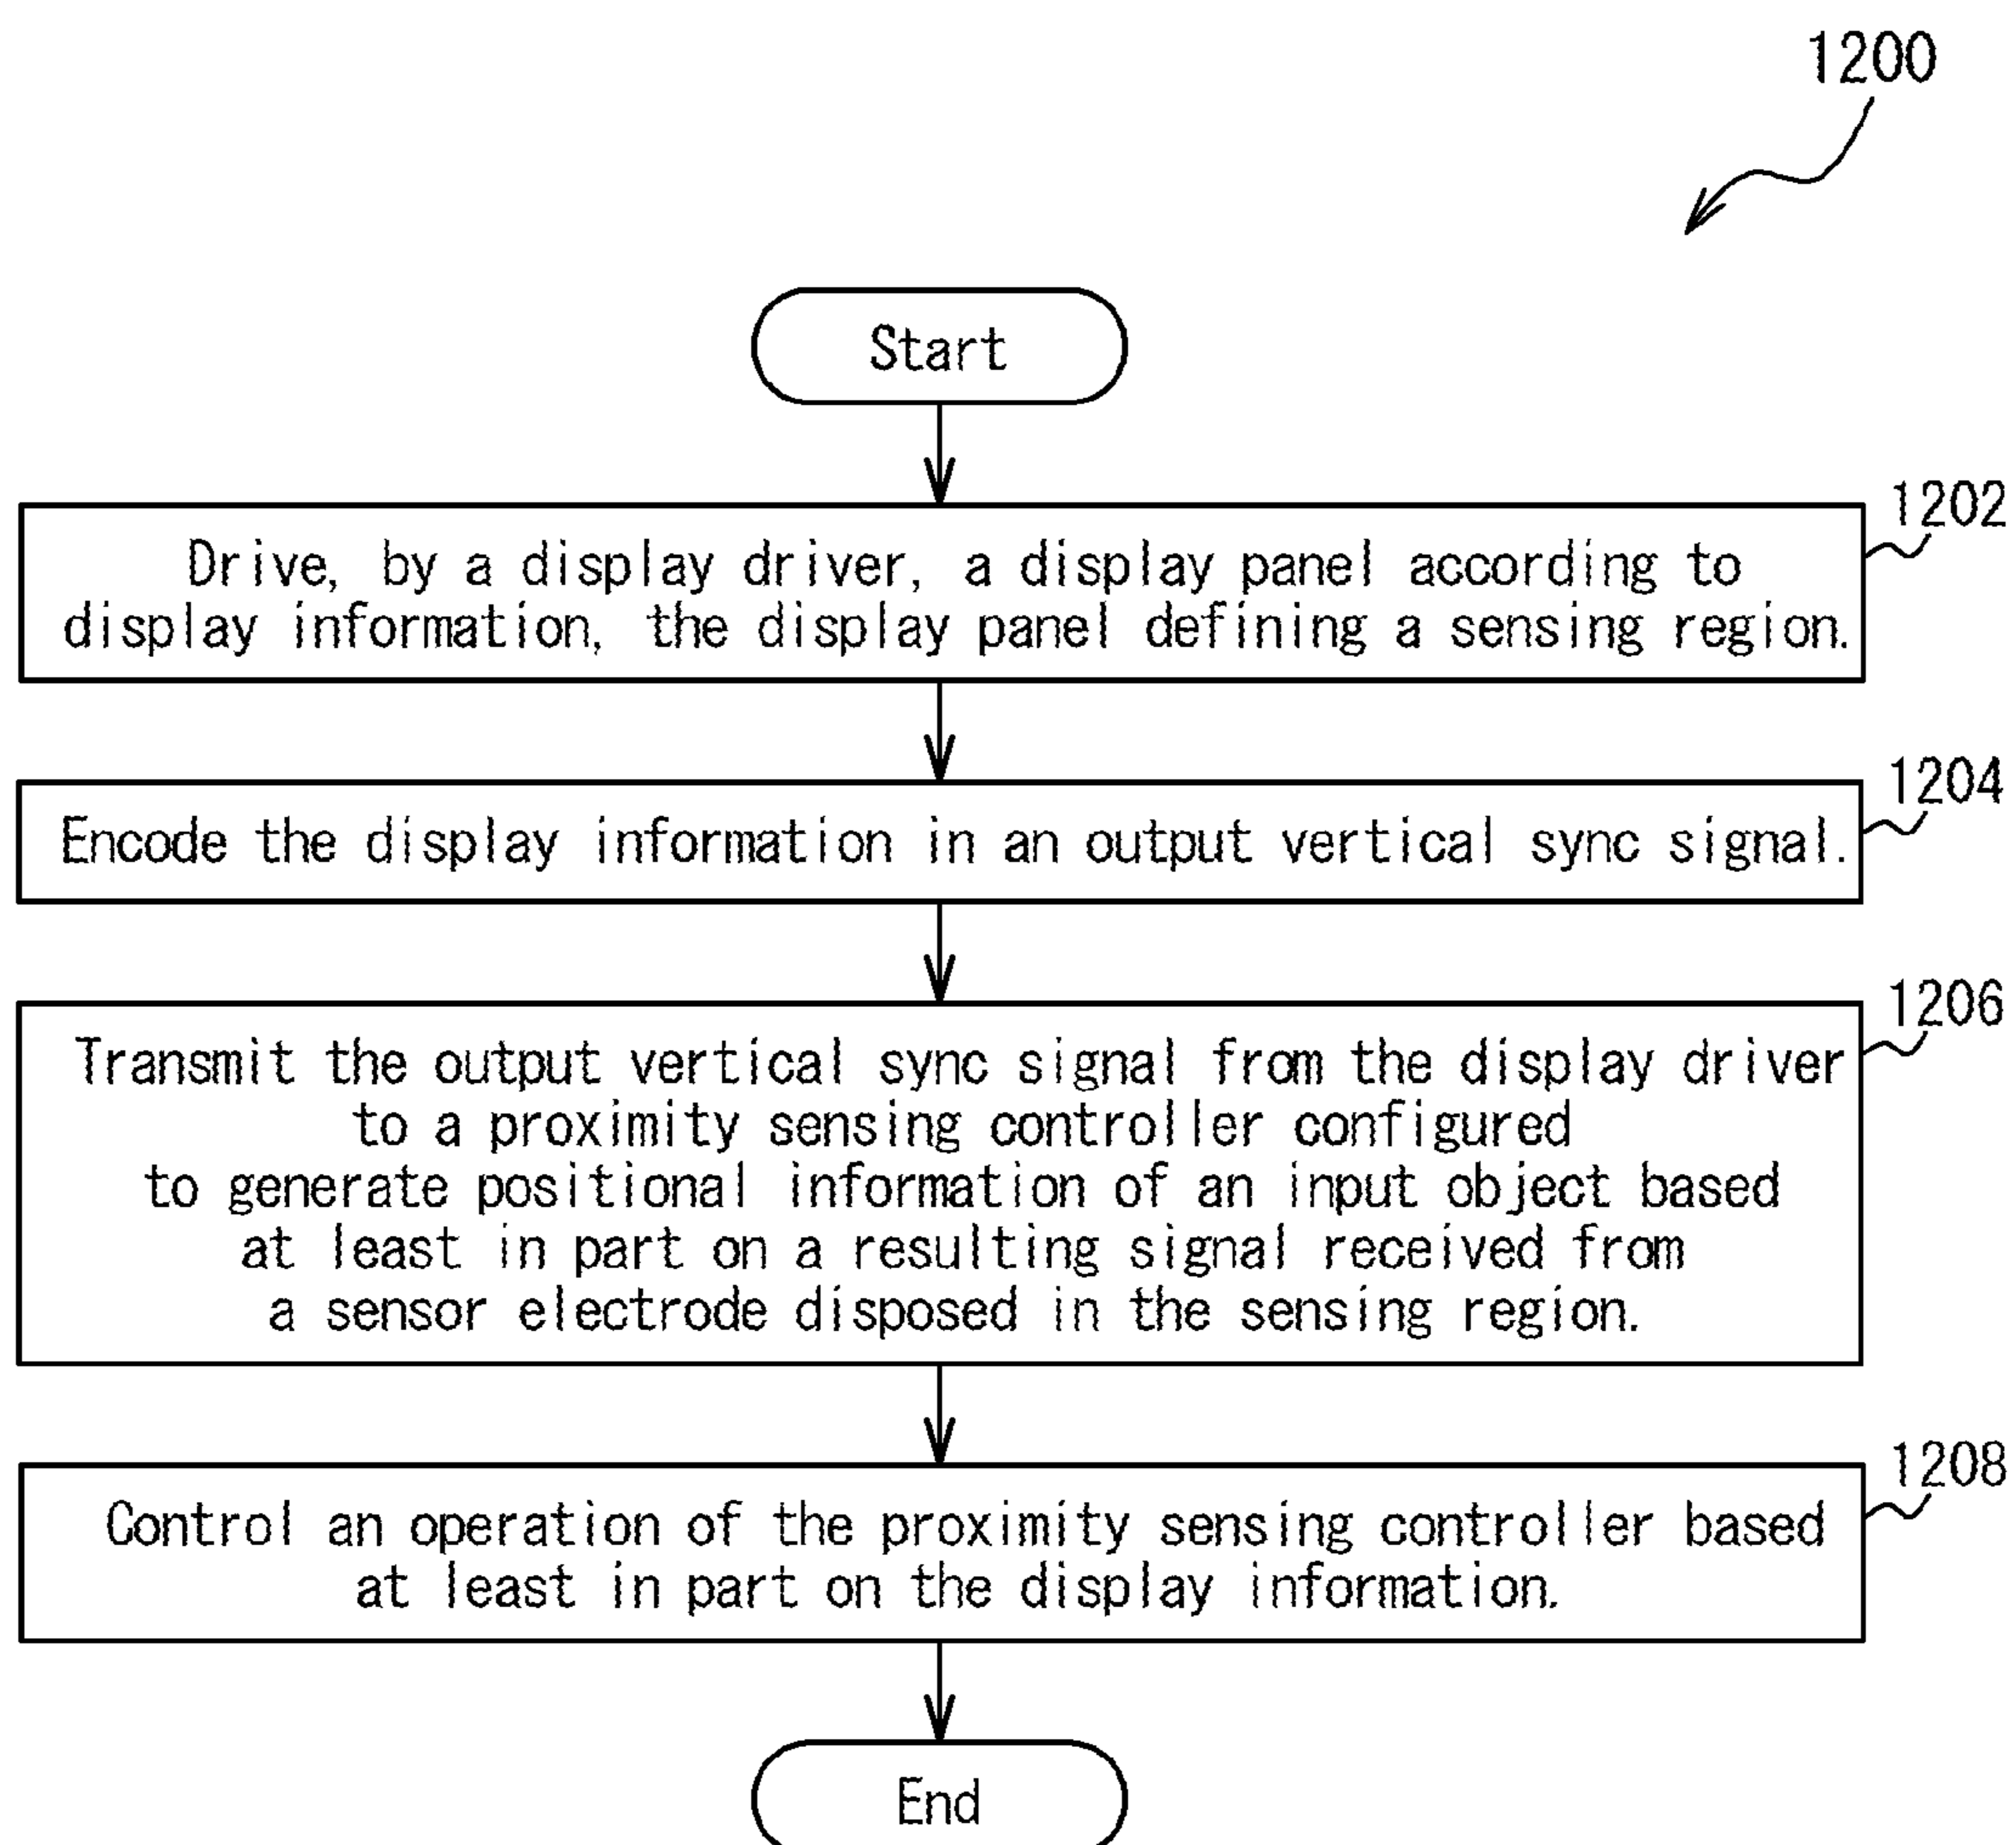 1200
Start
1202
Drive, by a display driver, a display panel according to
display information, the display panel defining a sensing region.
1204
Encode the display information in an output vertical sync signal.
1206
Transmit the output vertical sync signal from the display driver
to a proximity sensing controller configured
to generate positional information of an input object based
at least in part on a resulting signal received from
a sensor electrode disposed in the sensing region.
1208
Control an operation of the proximity sensing controller based
at least in part on the display information.
End